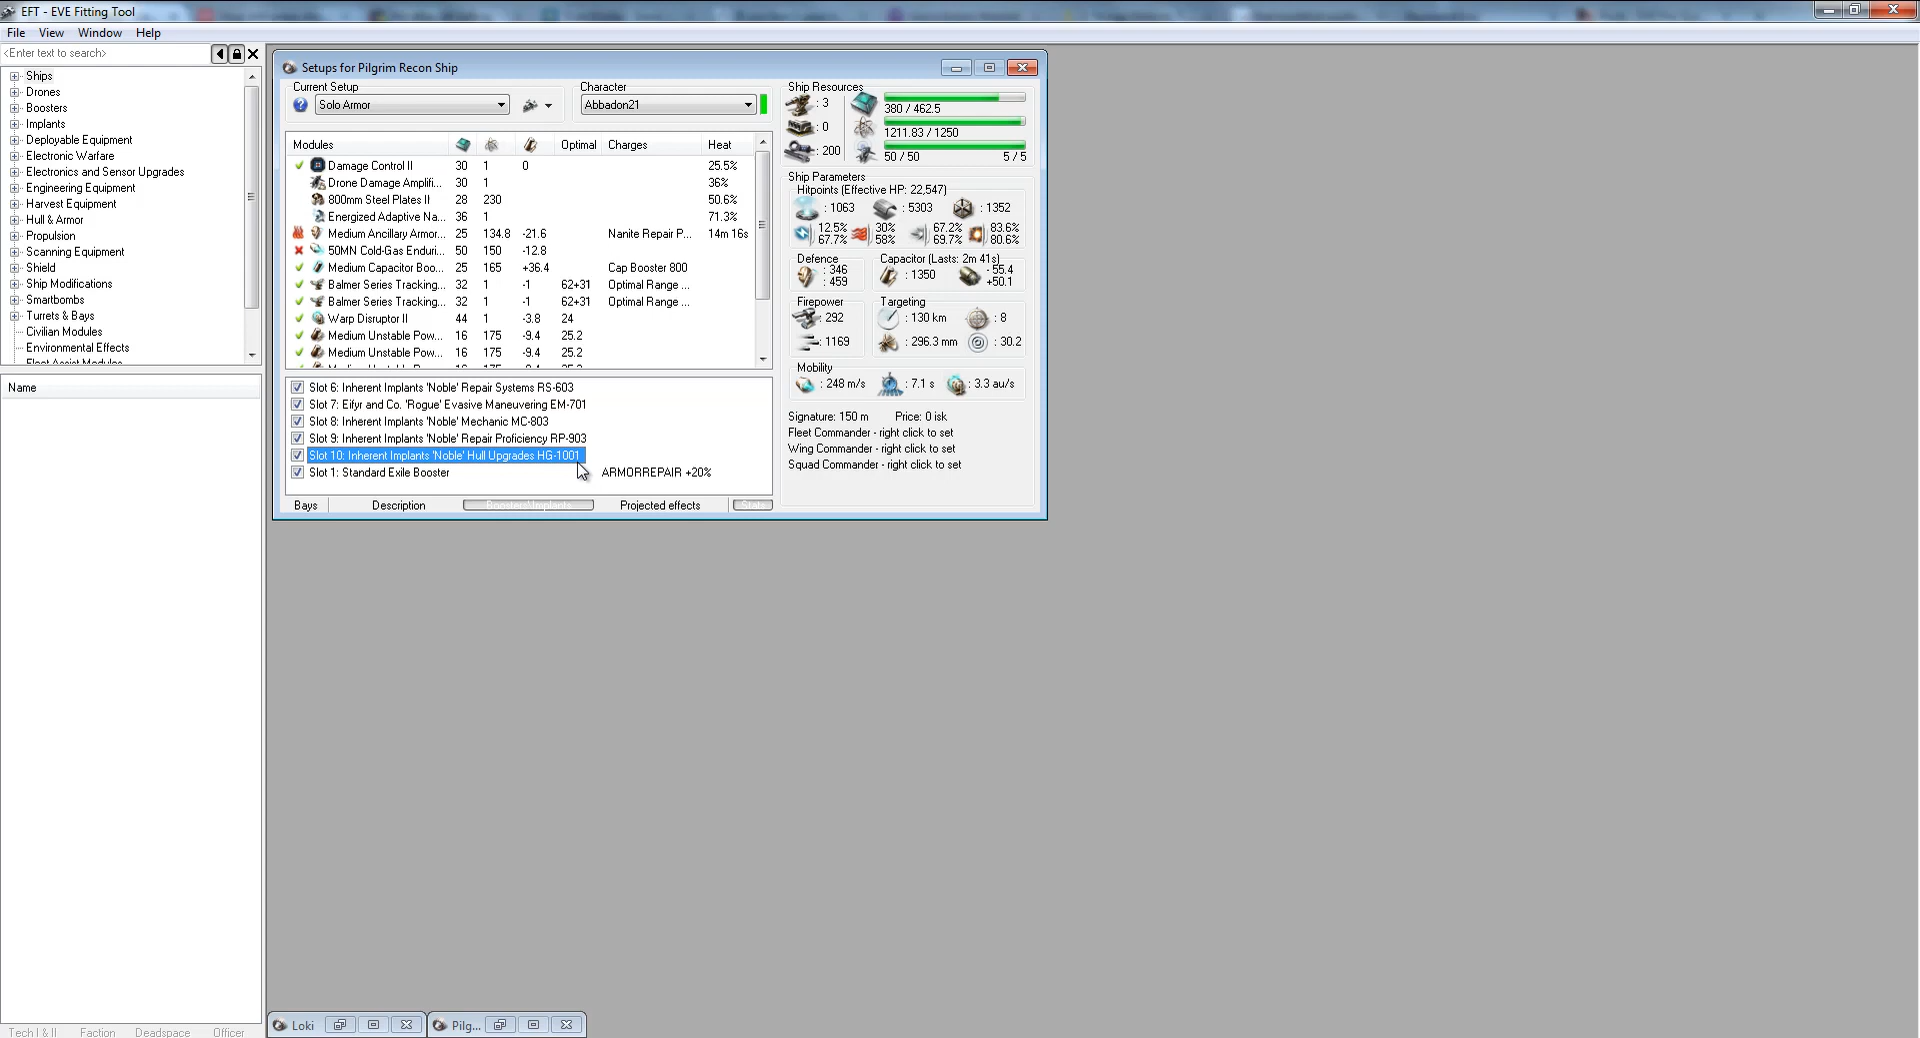 EFT - EVE Fitting Tool
File View Window Help
<Enter text to search>
Ships
Drones
Boosters
Implants
Deployable Equipment
Electronic Warfare
Electronics and Sensor Upgrades
Engineering Equipment
Harvest Equipment
Hull & Armor
Propulsion
Scanning Equipment
Shield
Ship Modifications
Smartbombs
Turrets & Bays
Civilian Modules
Environmental Effects
Fleet Assist Modules
Name
Tech I & II Faction Deadspace Officer
Setups for Pilgrim Recon Ship
Current Setup
Solo Armor
Character
Abbadon21
Modules Optimal Charges Heat
Damage Control II 30 1 0 25.5%
Drone Damage Amplifi... 30 1 36%
800mm Steel Plates II 28 230 50.6%
Energized Adaptive Na... 36 1 71.3%
Medium Ancillary Armor... 25 134.8 -21.6 Nanite Repair P... 14m 16s
50MN Cold-Gas Enduri... 50 150 -12.8
Medium Capacitor Boo... 25 165 +36.4 Cap Booster 800
Balmer Series Tracking... 32 1 -1 62+31 Optimal Range ...
Balmer Series Tracking... 32 1 -1 62+31 Optimal Range ...
Warp Disruptor II 44 1 -3.8 24
Medium Unstable Pow... 16 175 -9.4 25.2
Medium Unstable Pow... 16 175 -9.4 25.2
Slot 6: Inherent Implants 'Noble' Repair Systems RS-603
Slot 7: Eifyr and Co. 'Rogue' Evasive Maneuvering EM-701
Slot 8: Inherent Implants 'Noble' Mechanic MC-803
Slot 9: Inherent Implants 'Noble' Repair Proficiency RP-903
Slot 10: Inherent Implants 'Noble' Hull Upgrades HG-1001
Slot 1: Standard Exile Booster ARMORREPAIR +20%
Bays Description Boosters/Implants Projected effects Stats
Ship Resources
: 3 380 / 462.5
: 0 1211.83 / 1250
: 200 50 / 50 5 / 5
Ship Parameters
Hitpoints (Effective HP: 22,547)
: 1063 : 5303 : 1352
12.5% 30% 67.2% 83.6%
67.7% 58% 69.7% 80.6%
Defence
: 346
: 459
Capacitor (Lasts: 2m 41s)
: 1350 - 55.4
+50.1
Firepower
: 292
: 1169
Targeting
: 130 km : 8
: 296.3 mm : 30.2
Mobility
: 248 m/s : 7.1 s : 3.3 au/s
Signature: 150 m Price: 0 isk
Fleet Commander - right click to set
Wing Commander - right click to set
Squad Commander - right click to set
Loki
Pilg...